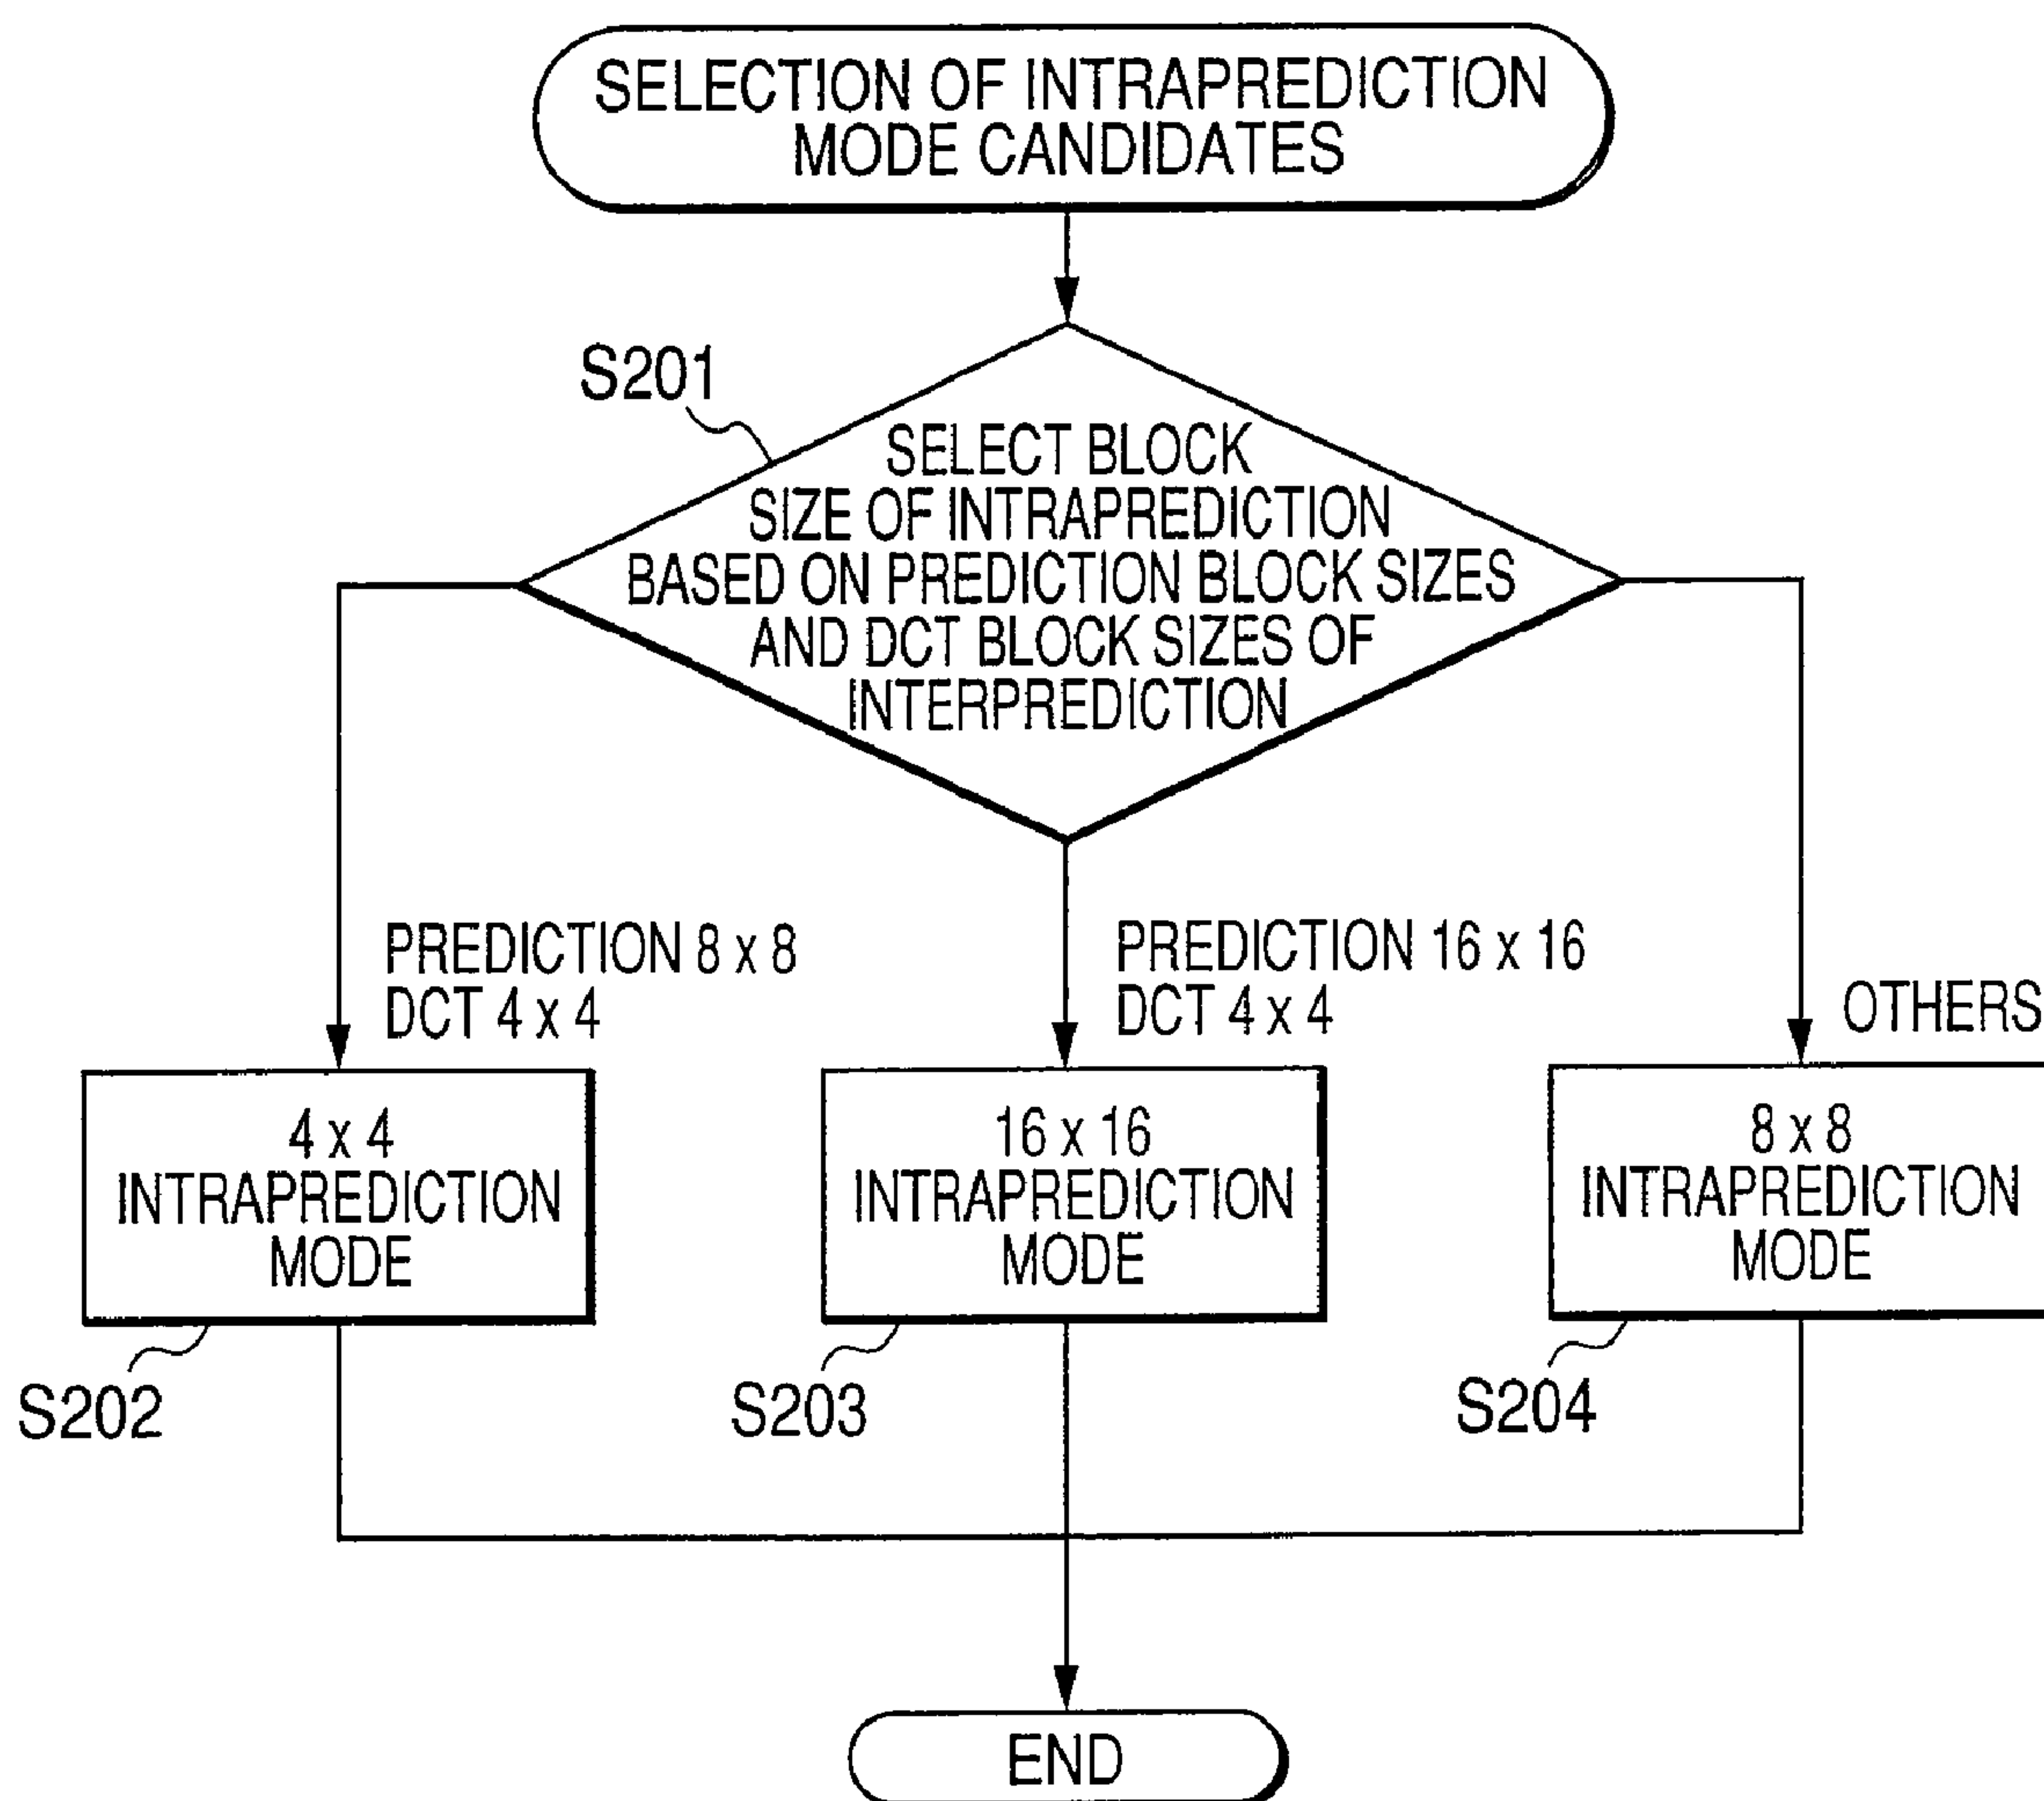 SELECTION OF INTRAPREDICTION
MODE CANDIDATES
S201
SELECT BLOCK
SIZE OF INTRAPREDICTION
BASED ON PREDICTION BLOCK SIZES
AND DCT BLOCK SIZES OF
INTERPREDICTION
PREDICTION 8 x 8
DCT 4 x 4
PREDICTION 16 x 16
DCT 4 x 4
OTHERS
4 x 4
INTRAPREDICTION
MODE
16 x 16
INTRAPREDICTION
MODE
8 x 8
INTRAPREDICTION
MODE
S202
S203
S204
END